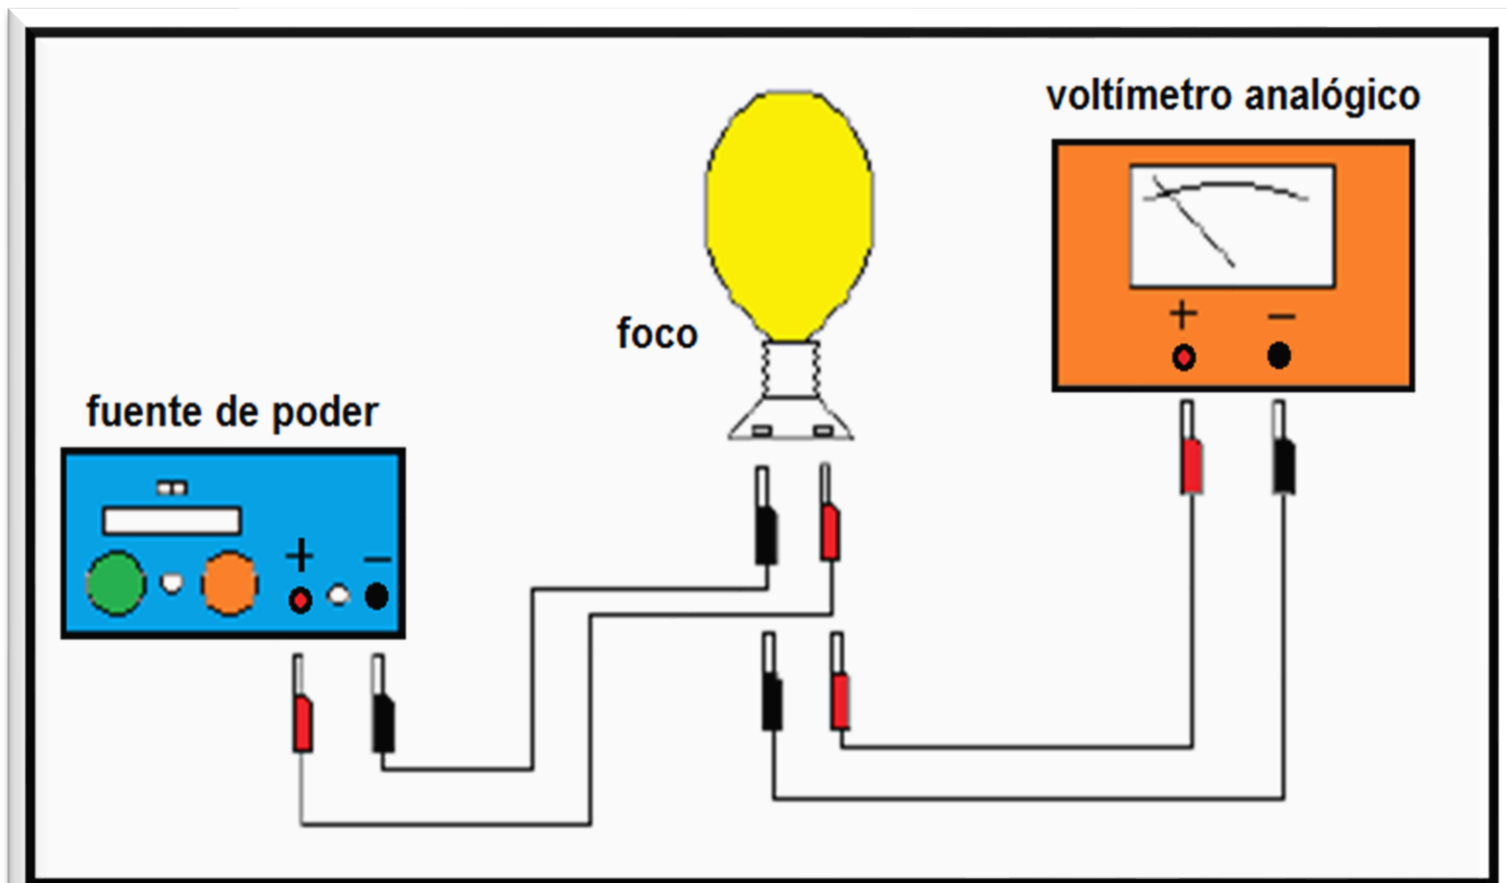 voltímetro analógico
foco
fuente de poder
+ −
+ −